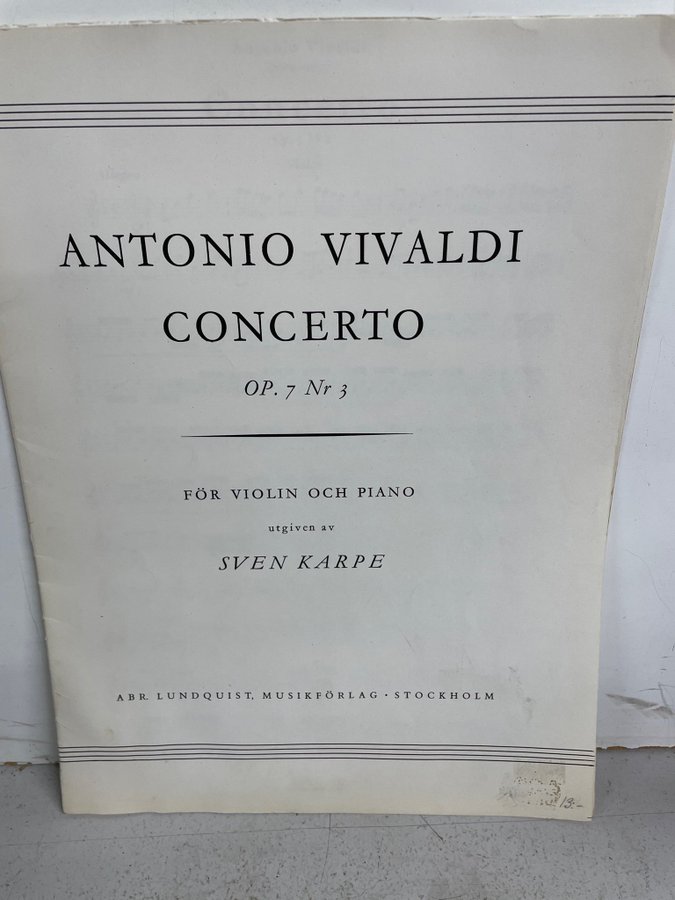 ANTONIO VIVALDI
CONCERTO
OP. 7 Nr 3
FÖR VIOLIN OCH PIANO
utgiven av
SVEN KARPE
ABR. LUNDQUIST, MUSIKFÖRLAG · STOCKHOLM